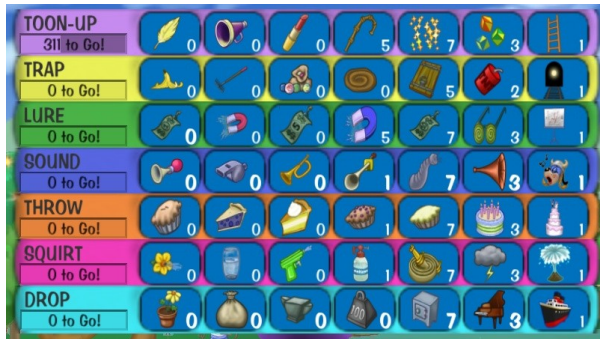 TOON-UP
311 to Go!
0 0 0 5 5 3 1
TRAP
0 to Go!
0 0 0 0 5 2 1
LURE
0 to Go!
0 0 0 5 7 3 1
SOUND
0 to Go!
0 0 0 1 7 3 1
THROW
0 to Go!
0 0 0 1 7 3 1
SQUIRT
0 to Go!
0 0 0 1 7 3 1
DROP
0 to Go!
100
0 0 0 0 7 3 1